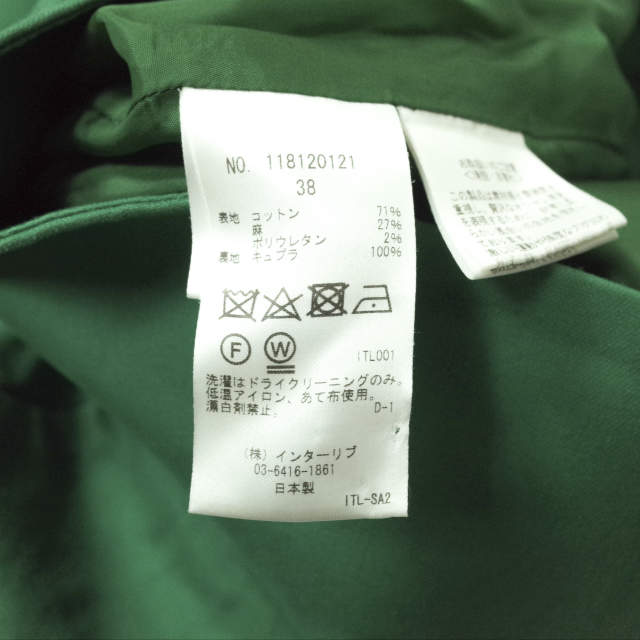 NO. 118120121
38
表地 コットン 71%
麻 27%
ポリウレタン 2%
裏地 キュプラ 100%
F W
ITL001
洗濯はドライクリーニングのみ。
低温アイロン、あて布使用。
漂白剤禁止。 D-1
(株) インターリブ
03-6416-1861
日本製
ITL-SA2